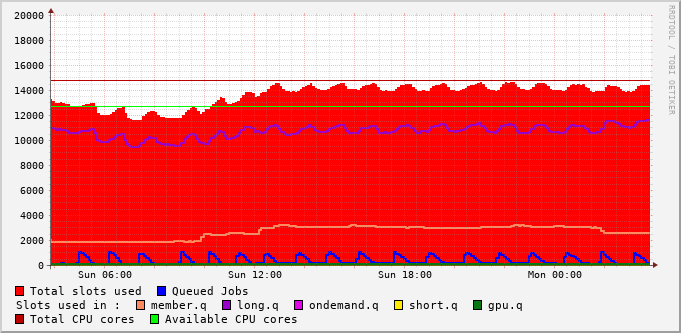 20000
18000
16000
14000
12000
10000
8000
6000
4000
2000
0
Sun 06:00 Sun 12:00 Sun 18:00 Mon 00:00
RRDTOOL / TOBI OETIKER
Total slots used Queued Jobs
Slots used in : member.q long.q ondemand.q short.q gpu.q
Total CPU cores Available CPU cores